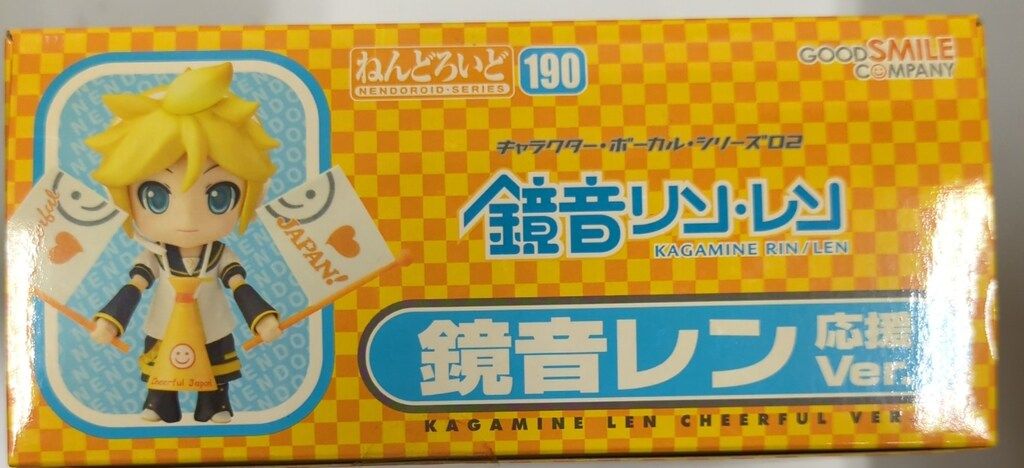 ねんどろいど 190
NENDOROID・SERIES
GOOD SMILE
COMPANY
キャラクター・ボーカル・シリーズ02
鏡音リン・レン
KAGAMINE RIN/LEN
JAPAN!
Cheerful Japan
鏡音レン 応援
Ver.
KAGAMINE LEN CHEERFUL VER